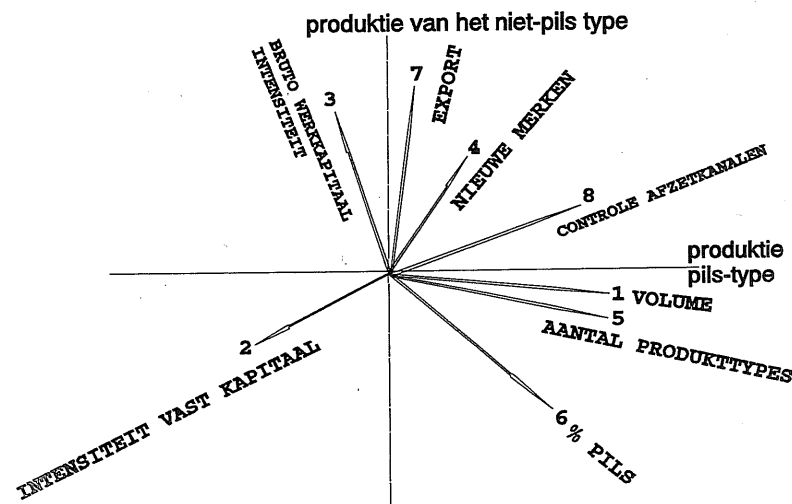 produktie van het niet-pils type
BRUTO WERKKAPITAAL
INTENSITEIT
3
7
EXPORT
4
NIEUWE MERKEN
8
CONTROLE AFZETKANALEN
produktie
pils-type
1 VOLUME
5
AANTAL PRODUKTTYPES
2
INTENSITEIT VAST KAPITAAL
6 % PILS